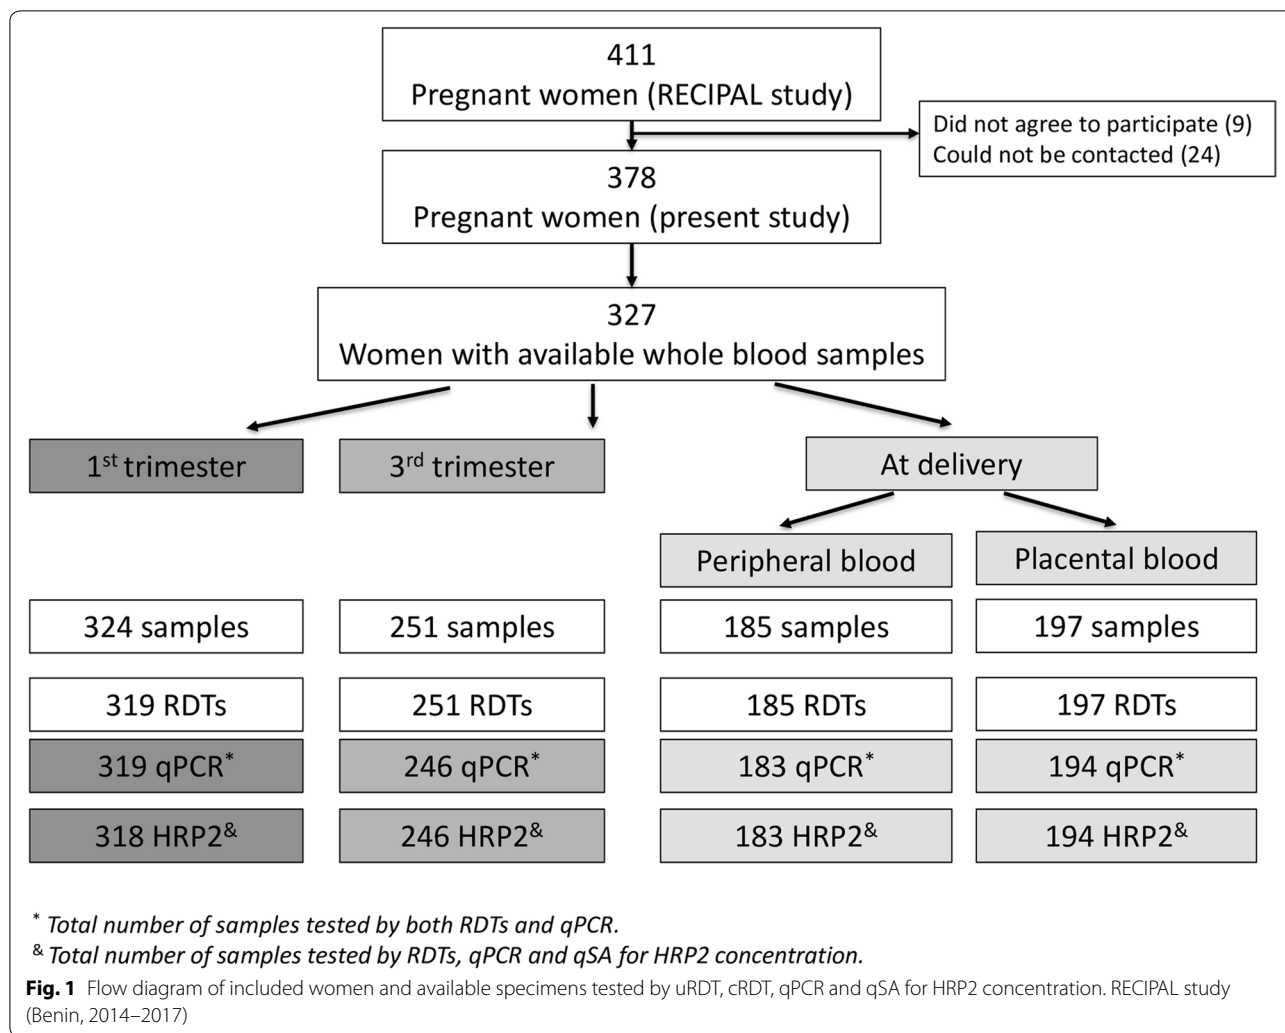 411
Pregnant women (RECIPAL study)
Did not agree to participate (9)
Could not be contacted (24)
378
Pregnant women (present study)
327
Women with available whole blood samples
1st trimester
3rd trimester
At delivery
Peripheral blood
Placental blood
324 samples
251 samples
185 samples
197 samples
319 RDTs
251 RDTs
185 RDTs
197 RDTs
319 qPCR*
246 qPCR*
183 qPCR*
194 qPCR*
318 HRP2&
246 HRP2&
183 HRP2&
194 HRP2&
* Total number of samples tested by both RDTs and qPCR.
& Total number of samples tested by RDTs, qPCR and qSA for HRP2 concentration.
Fig. 1 Flow diagram of included women and available specimens tested by uRDT, cRDT, qPCR and qSA for HRP2 concentration. RECIPAL study
(Benin, 2014–2017)